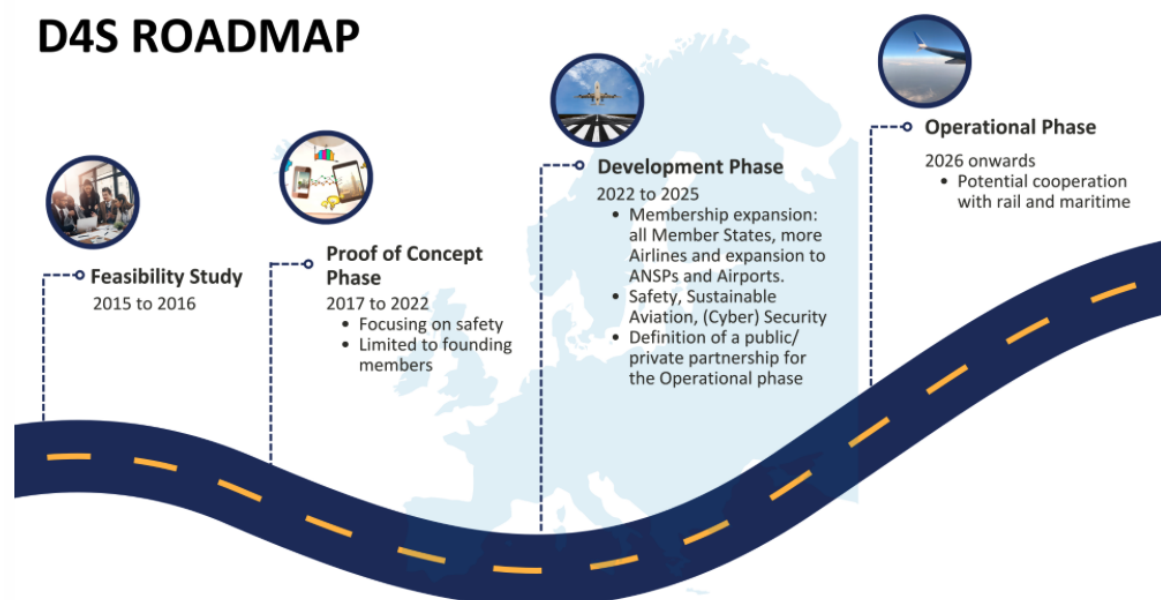 D4S ROADMAP
Feasibility Study
2015 to 2016
Proof of Concept
Phase
2017 to 2022
• Focusing on safety
• Limited to founding
members
Development Phase
2022 to 2025
• Membership expansion:
all Member States, more
Airlines and expansion to
ANSPs and Airports.
• Safety, Sustainable
Aviation, (Cyber) Security
• Definition of a public/
private partnership for
the Operational phase
Operational Phase
2026 onwards
• Potential cooperation
with rail and maritime